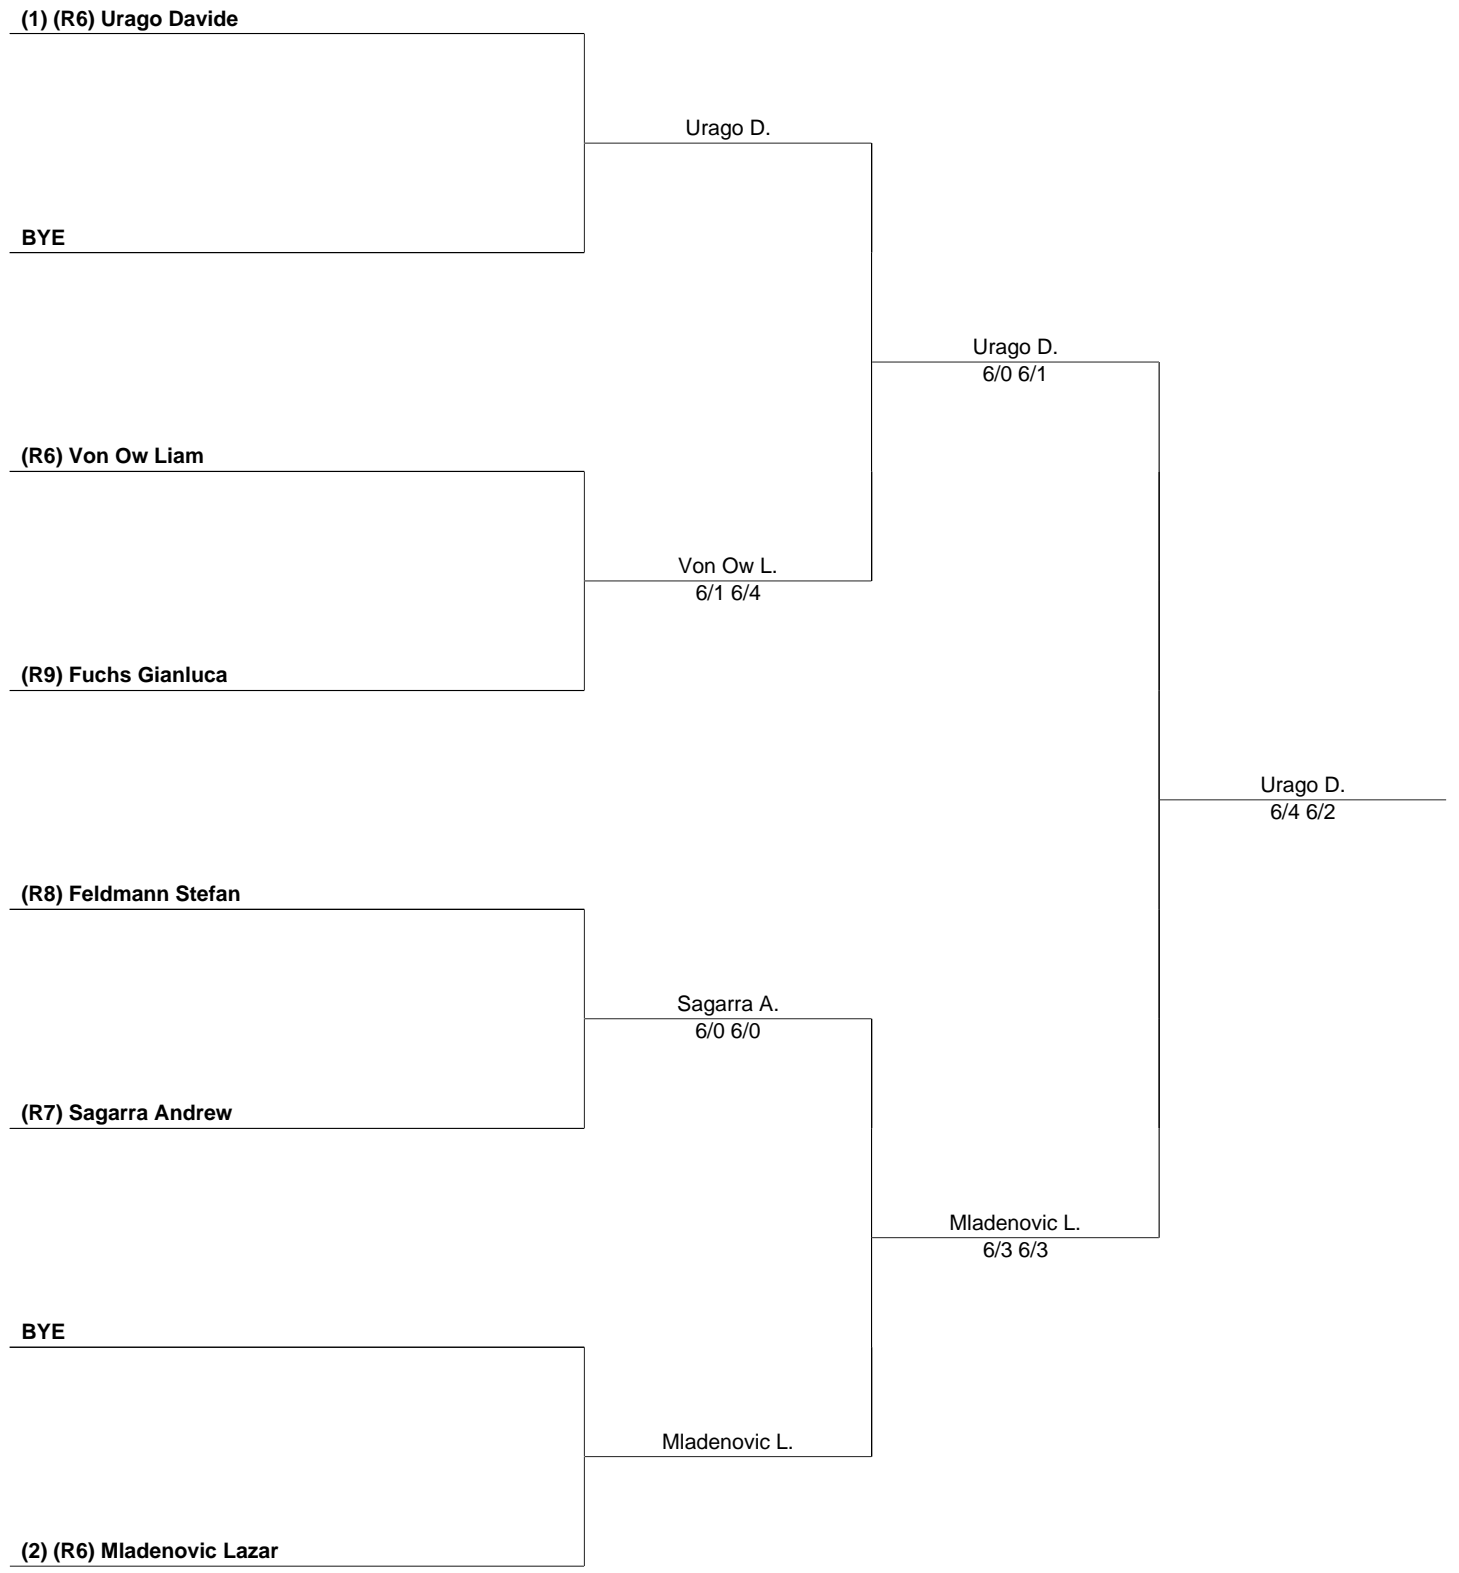 (1) (R6) Urago Davide
Urago D.
BYE
Urago D.
6/0 6/1
(R6) Von Ow Liam
Von Ow L.
6/1 6/4
(R9) Fuchs Gianluca
Urago D.
6/4 6/2
(R8) Feldmann Stefan
Sagarra A.
6/0 6/0
(R7) Sagarra Andrew
Mladenovic L.
6/3 6/3
BYE
Mladenovic L.
(2) (R6) Mladenovic Lazar